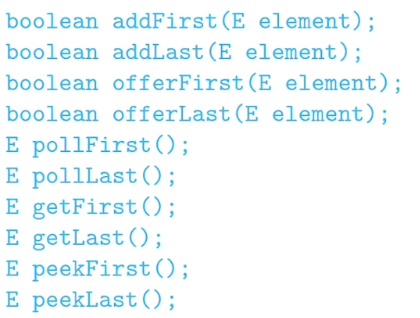 boolean addFirst(E element);
boolean addLast(E element);
boolean offerFirst(E element);
boolean offerLast(E element);
E pollFirst();
E pollLast();
E getFirst();
E getLast();
E peekFirst();
E peekLast();